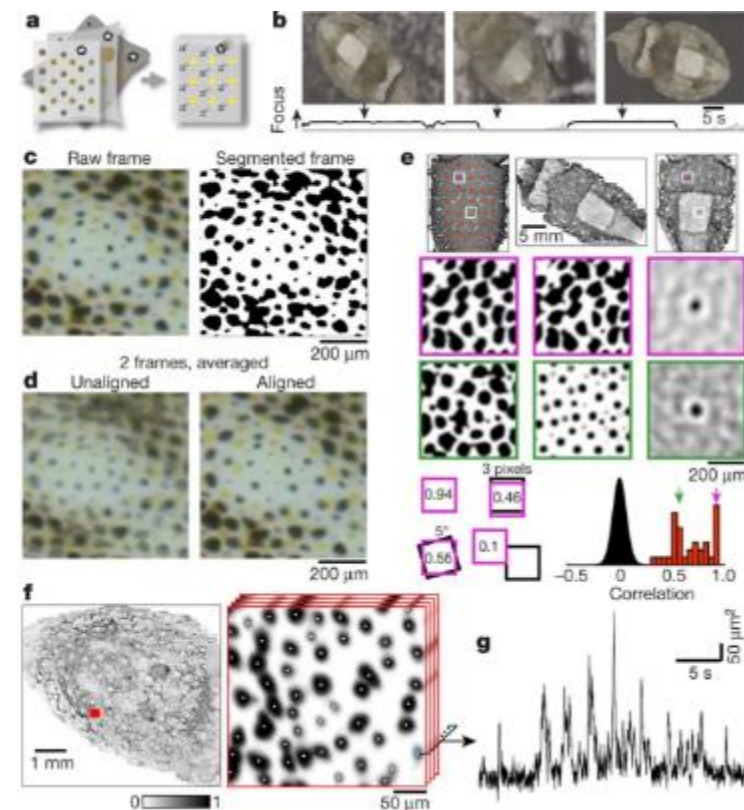 a
b
Focus
5 s
c
Raw frame
Segmented frame
200 μm
2 frames, averaged
d
Unaligned
Aligned
200 μm
e
5 mm
200 μm
3 pixels
0.94
0.46
5°
0.56
0.1
−0.5
0
0.5
1.0
Correlation
f
1 mm
0
1
50 μm
g
50 μm²
5 s